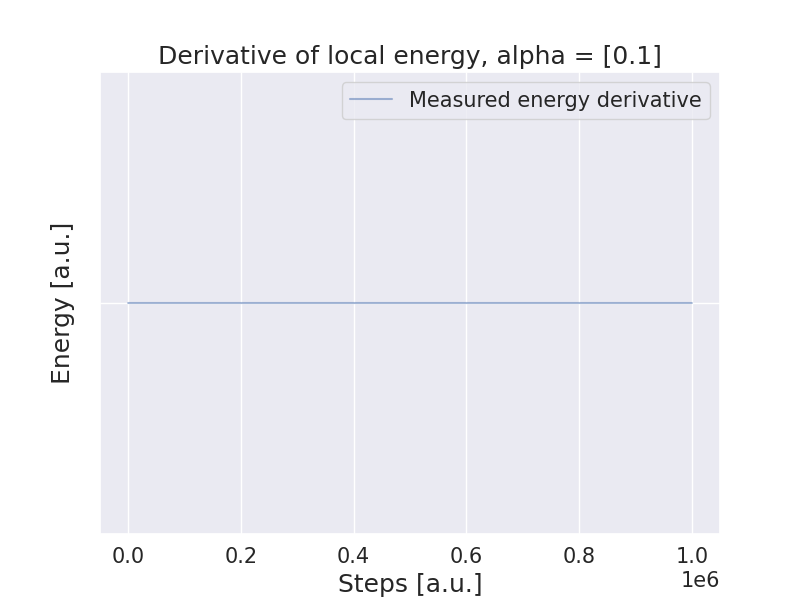 Derivative of local energy, alpha = [0.1]
Measured energy derivative
Energy [a.u.]
0.0 0.2 0.4 0.6 0.8 1.0
1e6
Steps [a.u.]